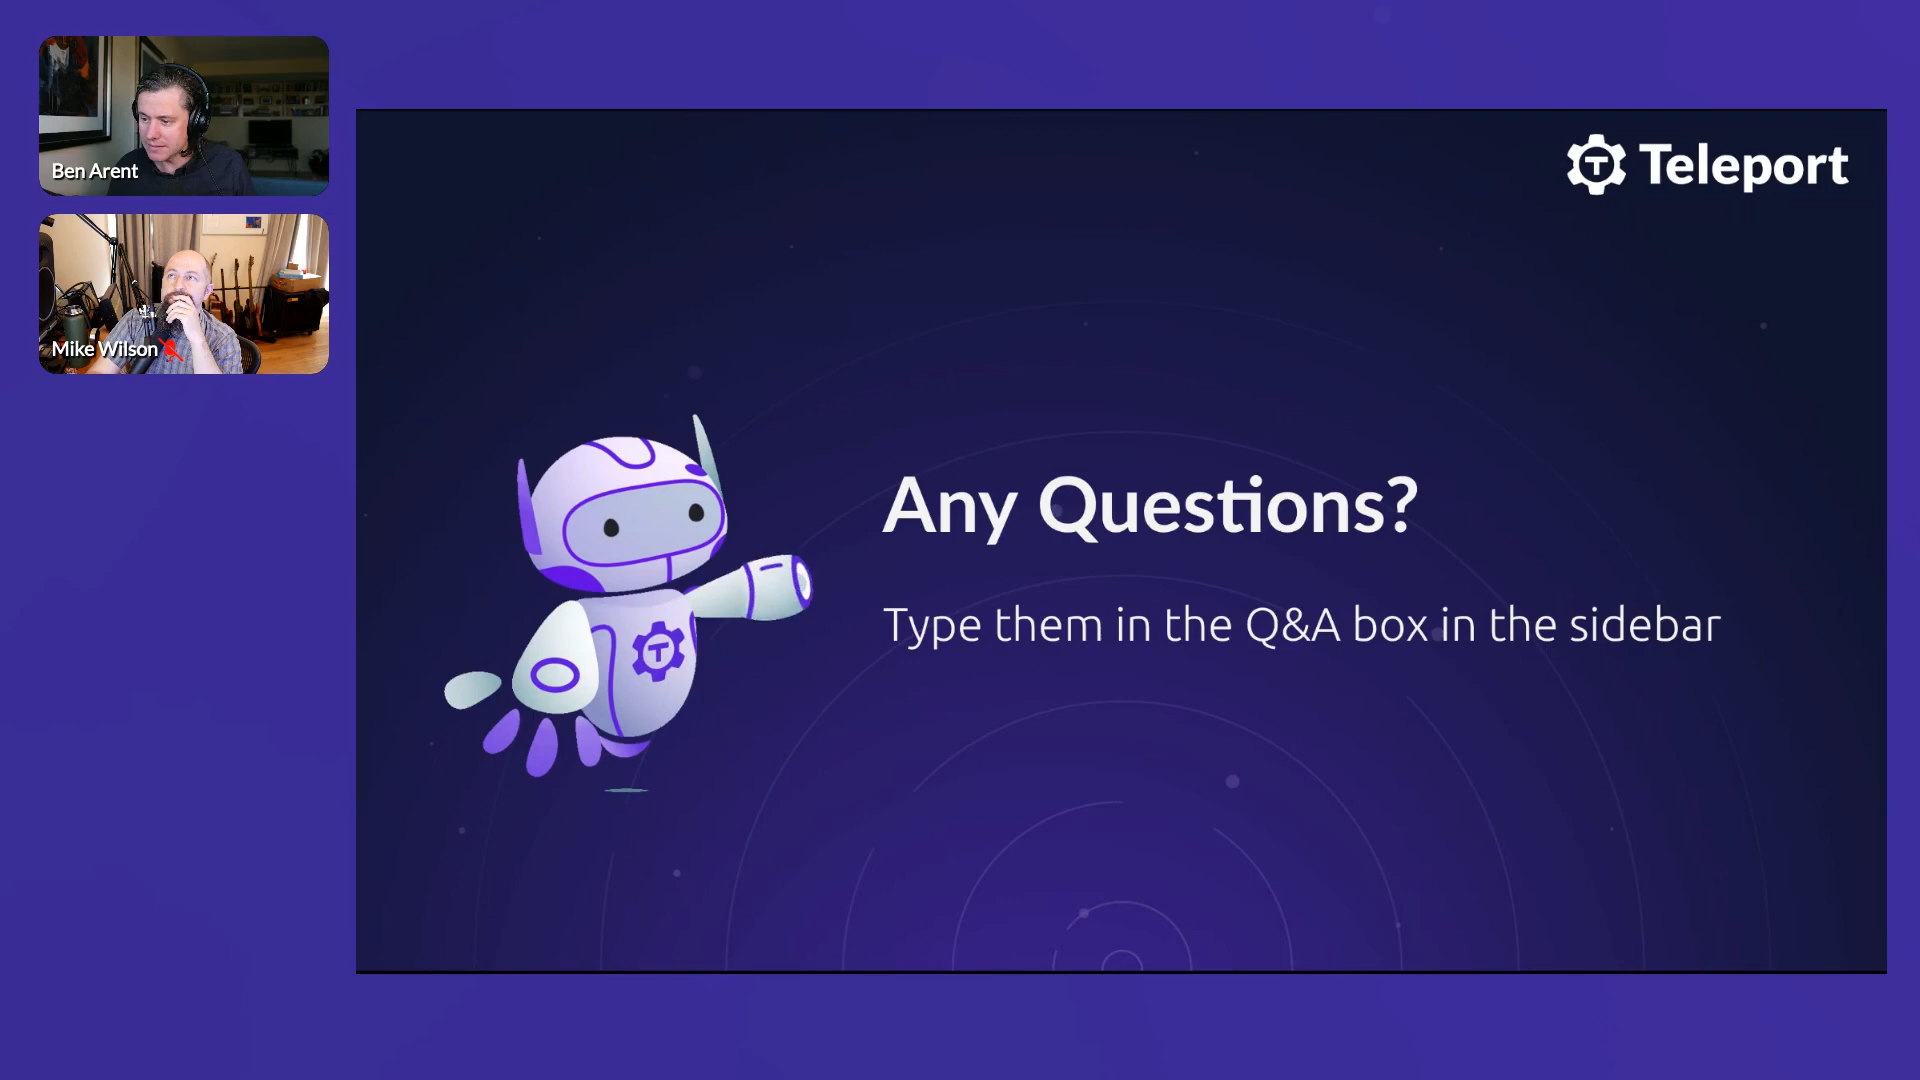 Ben Arent
Mike Wilson
Teleport
Any Questions?
Type them in the Q&A box in the sidebar